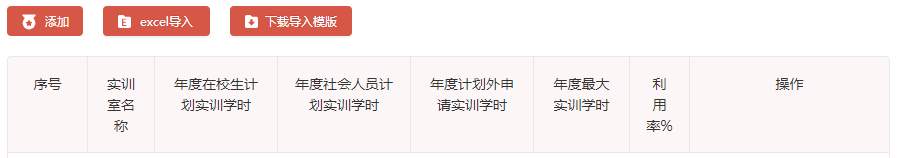 添加 excel导入 下载导入模版
序号 实训 年度在校生计 年度社会人员计 年度计划外申 年度最大 利 操作
室名 划实训学时 划实训学时 请实训学时 实训学时 用
称 率%